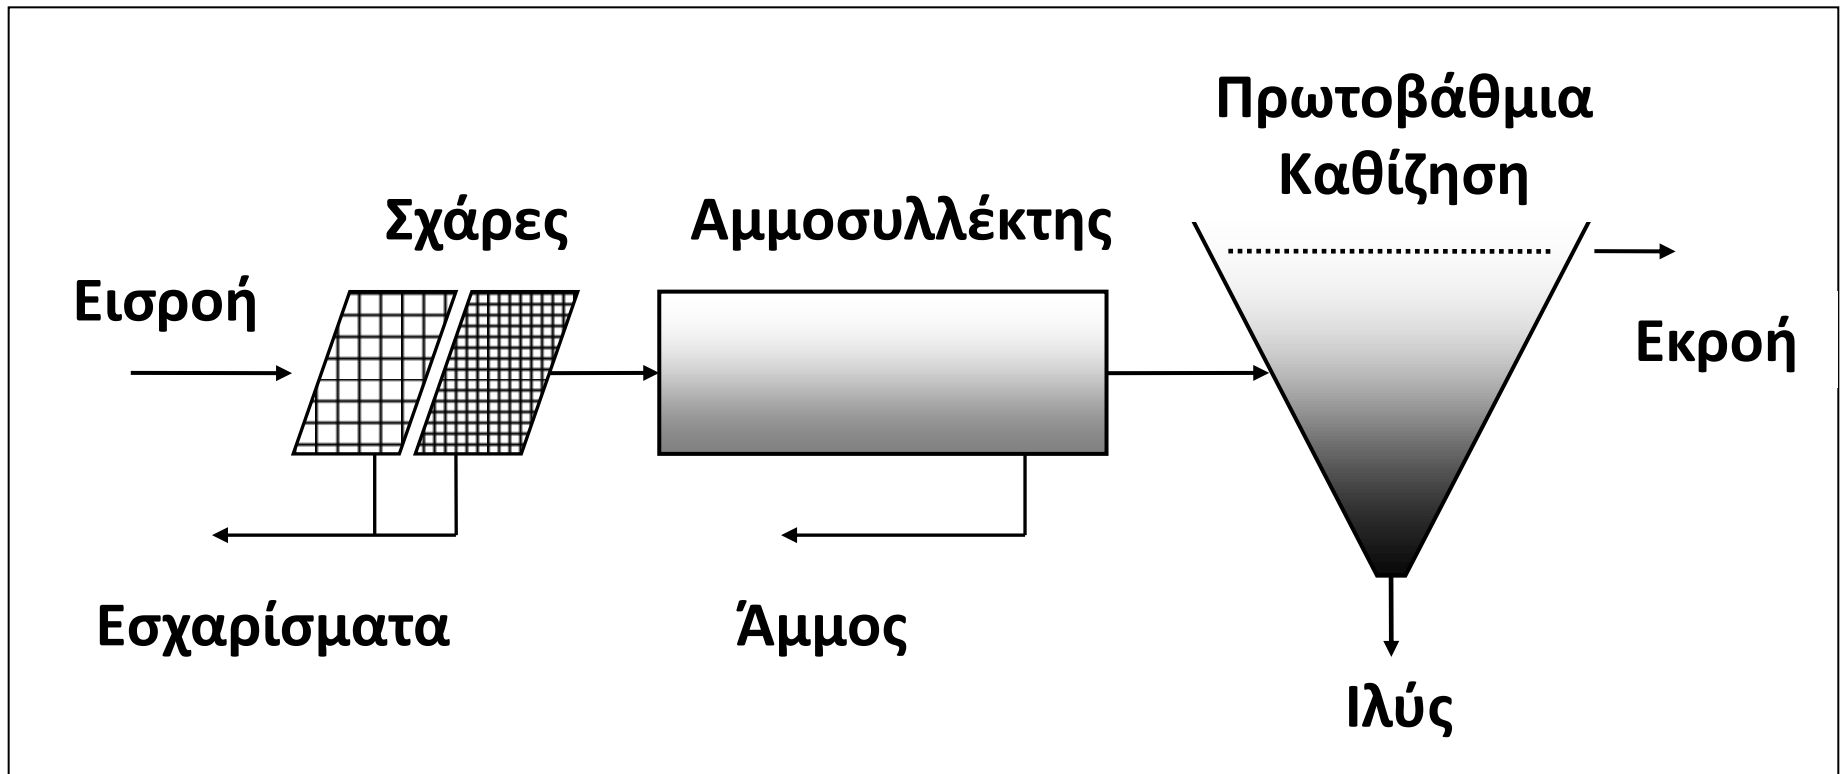 Πρωτοβάθμια
Καθίζηση
Σχάρες
Αμμοσυλλέκτης
Εισροή
Εκροή
Εσχαρίσματα
Άμμος
Ιλύς